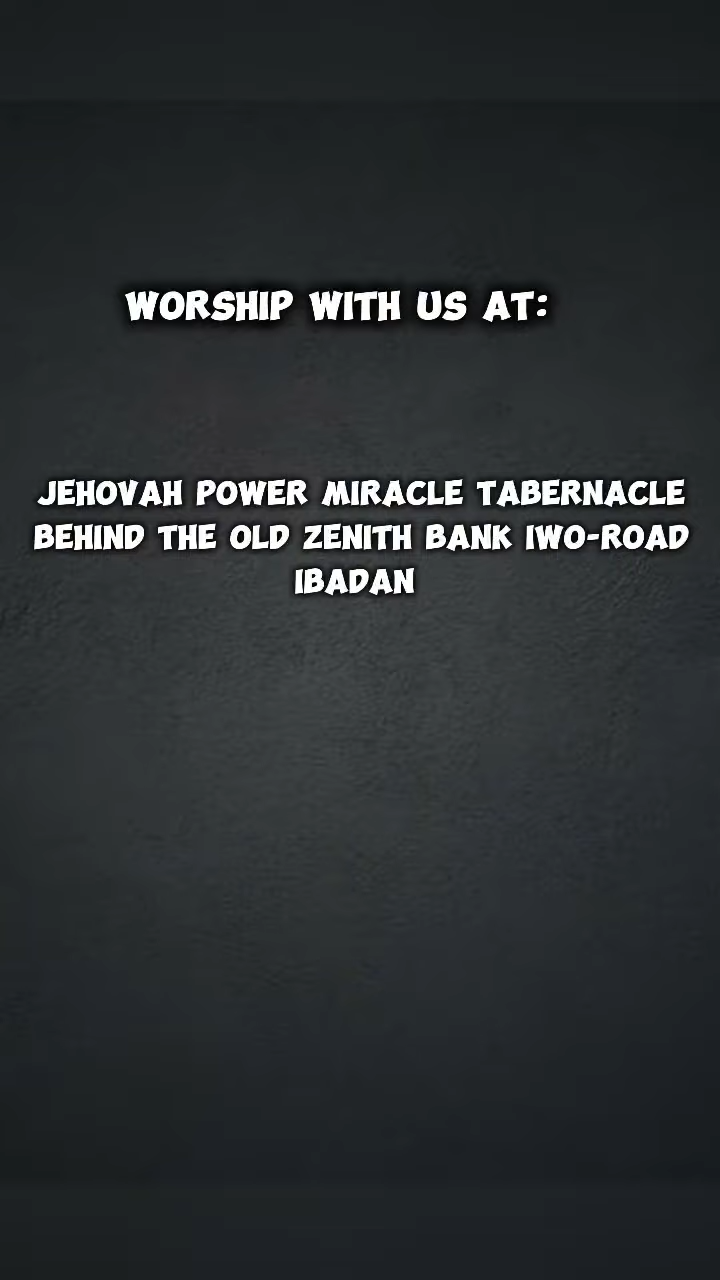 WORSHIP WITH US AT:
JEHOVAH POWER MIRACLE TABERNACLE
BEHIND THE OLD ZENITH BANK IWO-ROAD
IBADAN